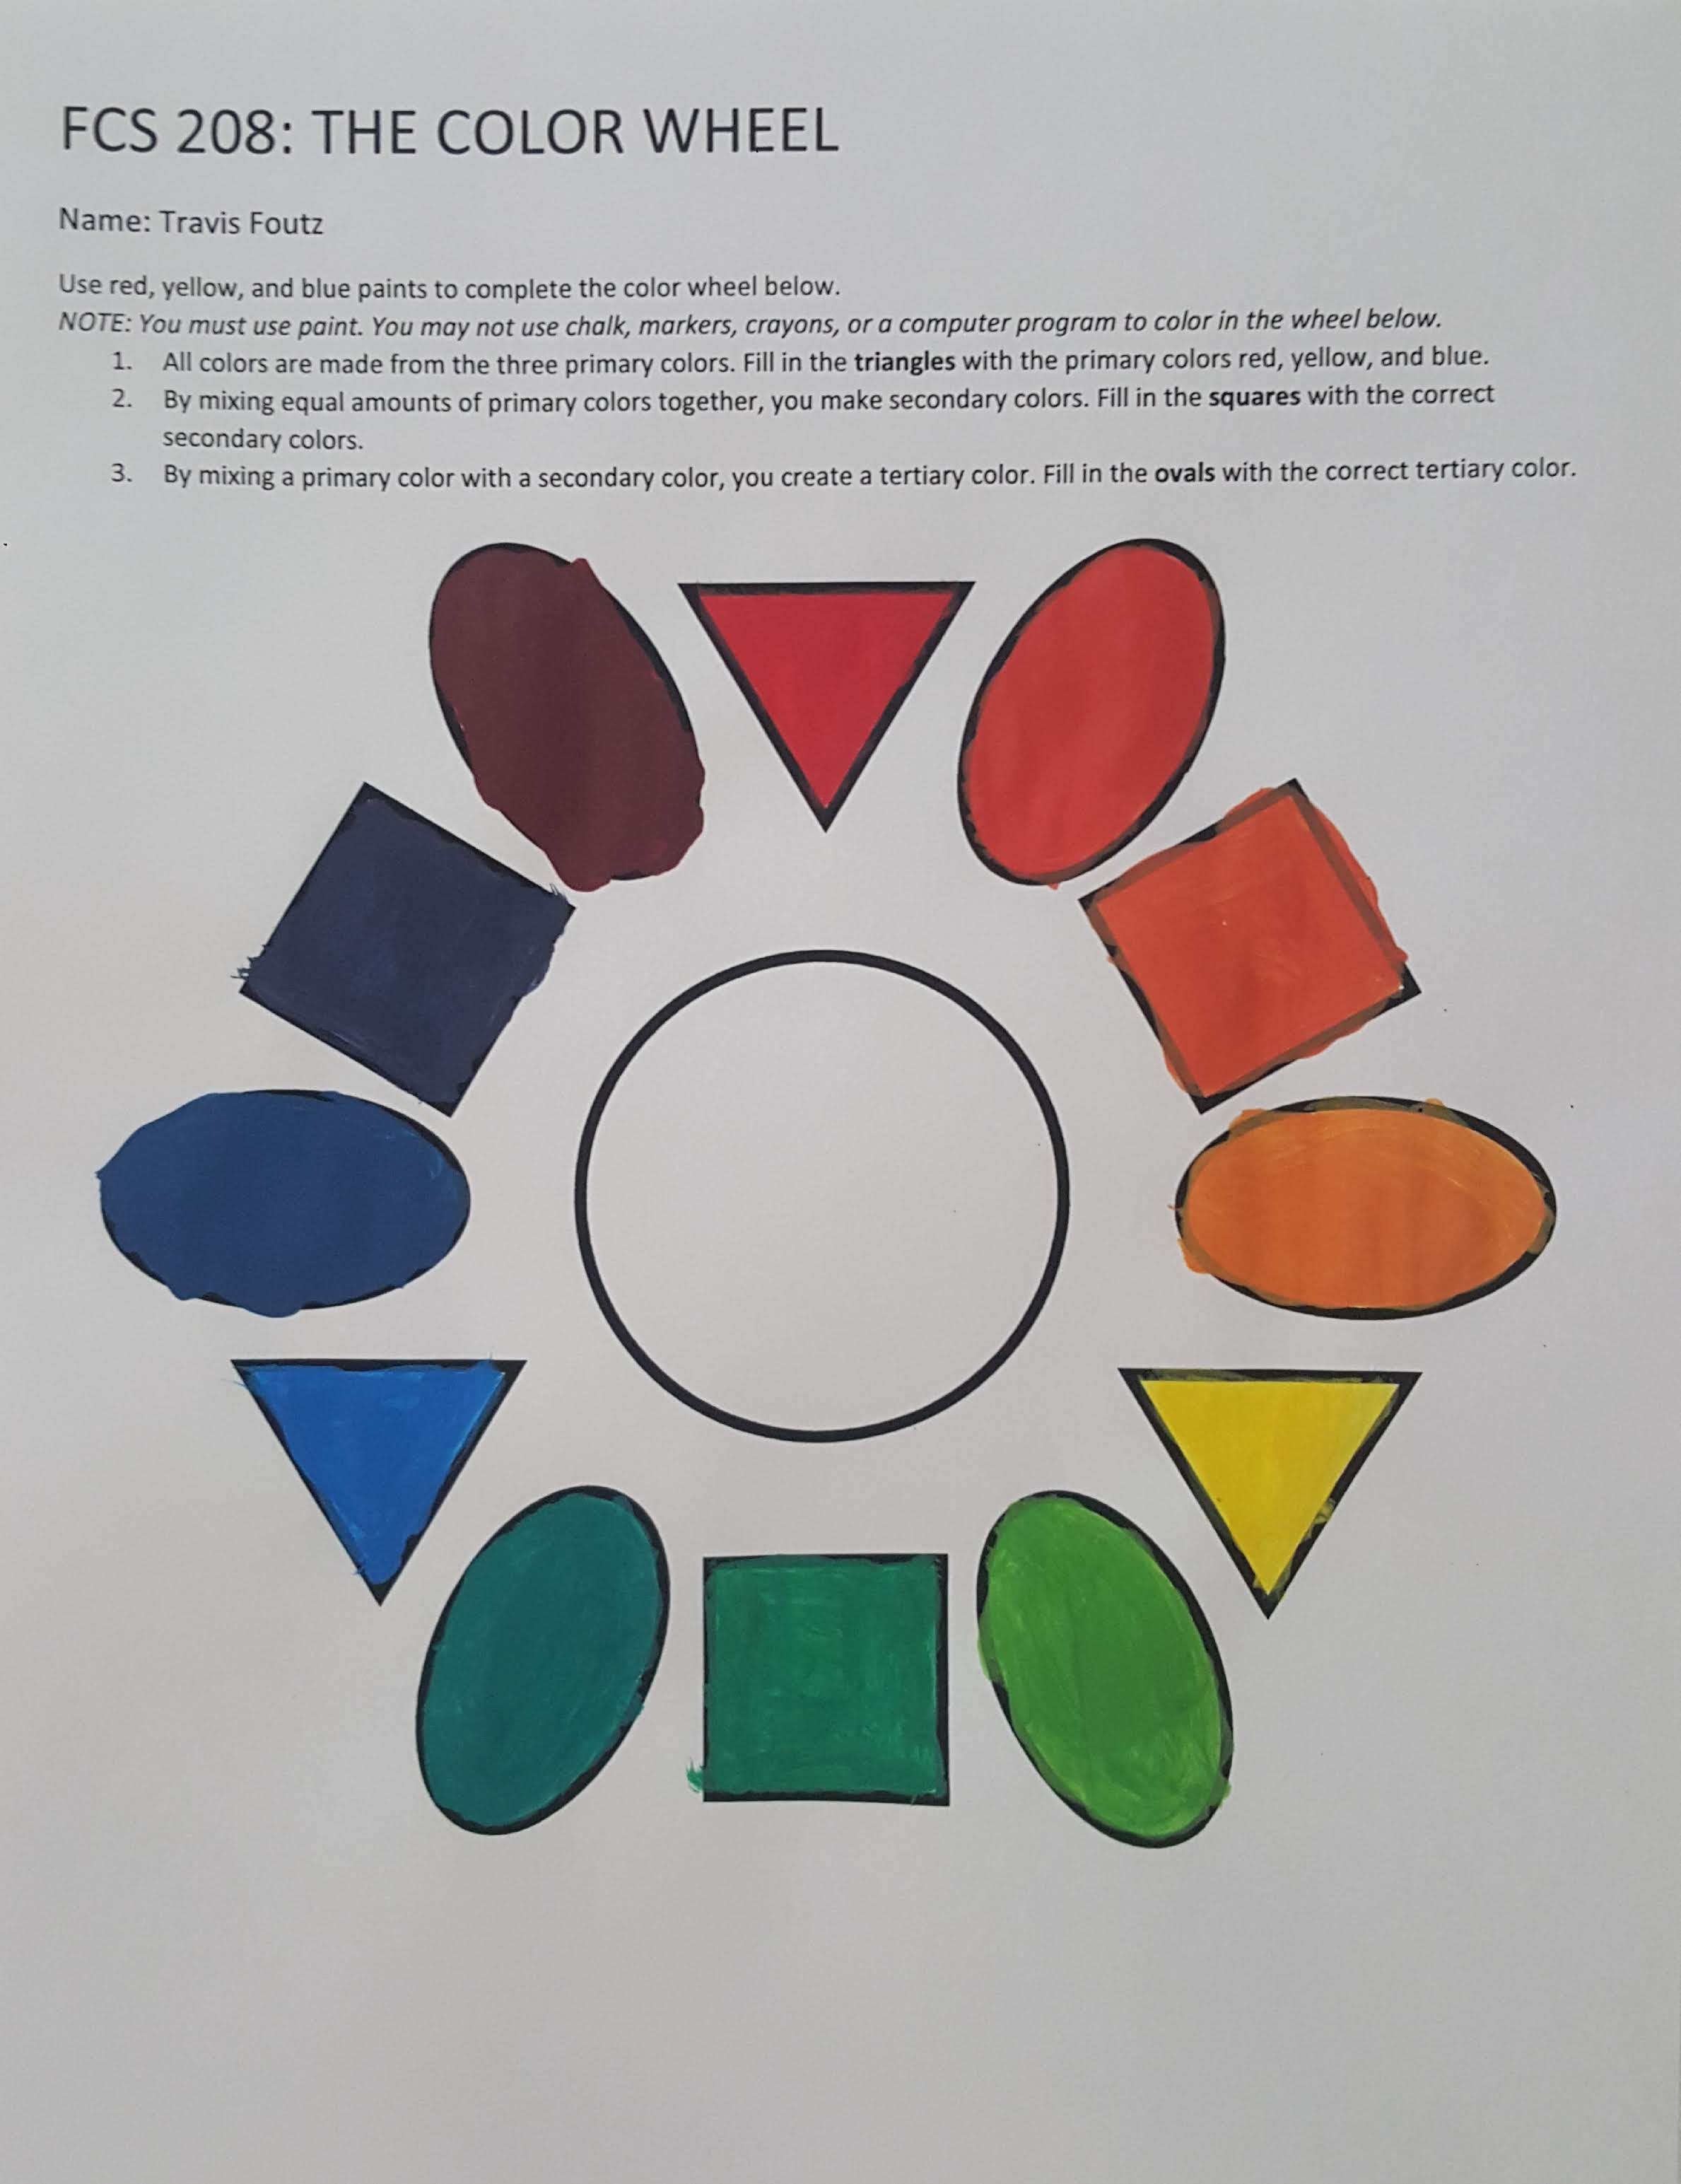 FCS 208: THE COLOR WHEEL
Name: Travis Foutz
Use red, yellow, and blue paints to complete the color wheel below.
NOTE: You must use paint. You may not use chalk, markers, crayons, or a computer program to color in the wheel below.
1. All colors are made from the three primary colors. Fill in the triangles with the primary colors red, yellow, and blue.
2. By mixing equal amounts of primary colors together, you make secondary colors. Fill in the squares with the correct
secondary colors.
3. By mixing a primary color with a secondary color, you create a tertiary color. Fill in the ovals with the correct tertiary color.